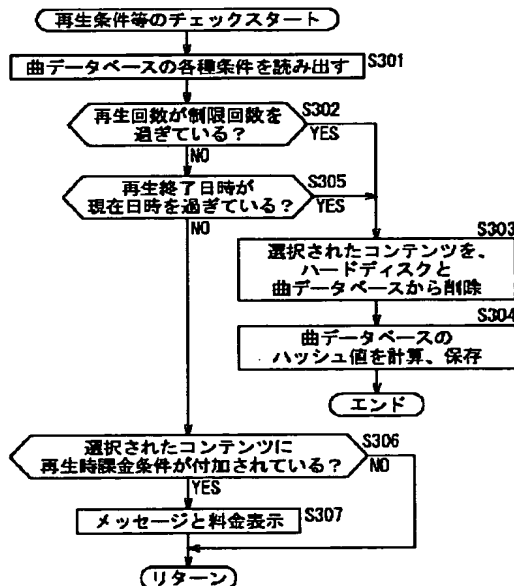 再生条件等のチェックスタート
曲データベースの各種条件を読み出す
S301
再生回数が制限回数を
過ぎている?
S302
YES
NO
再生終了日時が
現在日時を過ぎている?
S305
YES
NO
S303
選択されたコンテンツを、
ハードディスクと
曲データベースから削除
S304
曲データベースの
ハッシュ値を計算、保存
エンド
選択されたコンテンツに
再生時課金条件が付加されている?
S306
NO
YES
メッセージと料金表示
S307
リターン